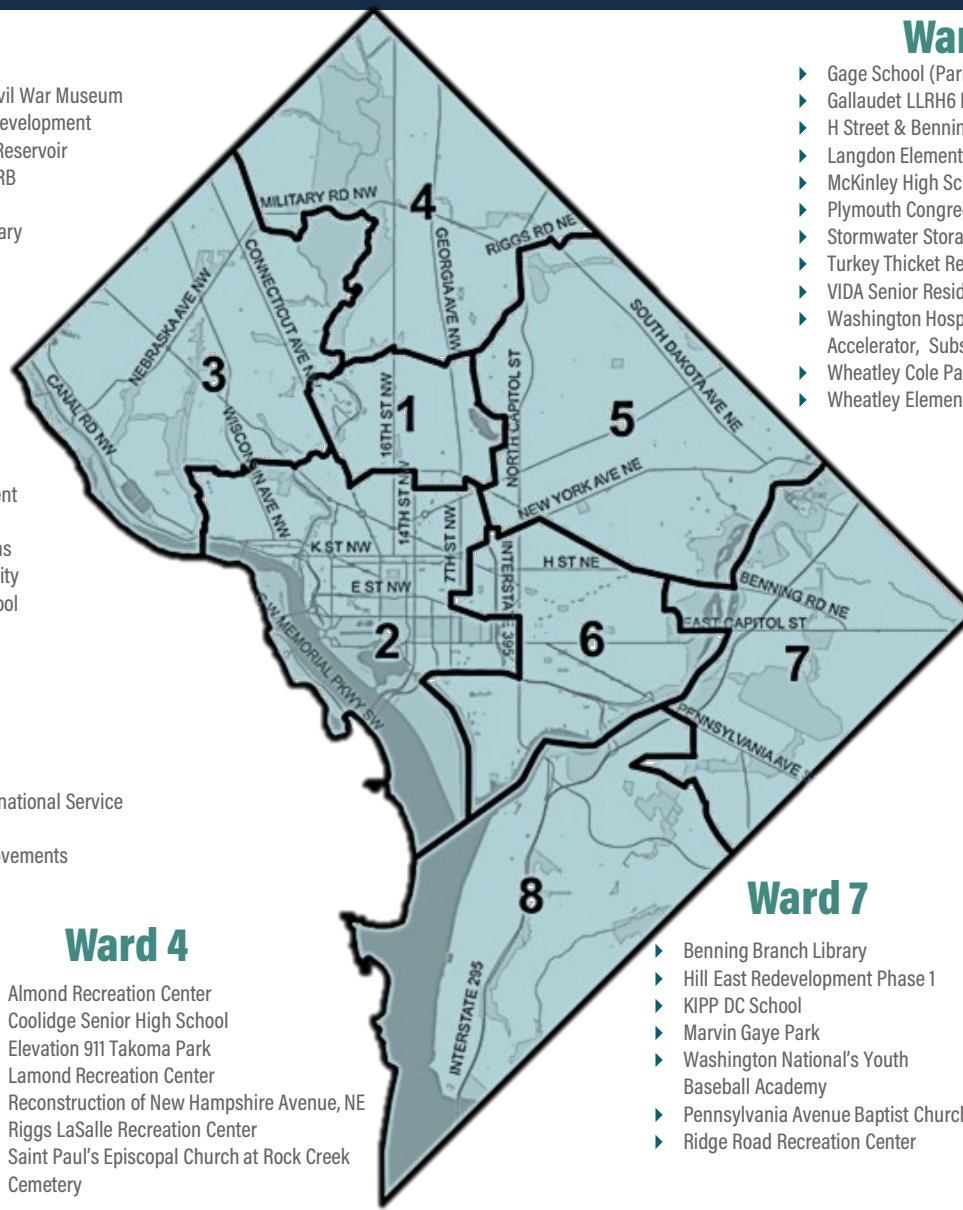 vil War Museum
evelopment
Reservoir
RB
ary
ent
ns
ity
ool
national Service
ovements
Ward 4
Almond Recreation Center
Coolidge Senior High School
Elevation 911 Takoma Park
Lamond Recreation Center
Reconstruction of New Hampshire Avenue, NE
Riggs LaSalle Recreation Center
Saint Paul's Episcopal Church at Rock Creek
Cemetery
MILITARY RD NW
4
GEORGIA AVE NW
RIGGS RD NE
CONNECTICUT AVE N
NEBRASKA AVE NW
3
CANAL RD NW
WISCONSIN AVE NW
16TH ST NW
1
NORTH CAPITOL ST
SOUTH DAKOTA AVE NE
5
NEW YORK AVE NE
14TH ST NW
7TH ST NW
K ST NW
E ST NW
INTERSTATE 395
H ST NE
BENNING RD NE
EAST CAPITOL ST
2
6
7
G W MEMORIAL PKWY SW
PENNSYLVANIA AVE S
8
INTERSTATE 295
War
Gage School (Par
Gallaudet LLRH6
H Street & Bennin
Langdon Element
McKinley High Sc
Plymouth Congre
Stormwater Stora
Turkey Thicket Re
VIDA Senior Resid
Washington Hosp
Accelerator, Subs
Wheatley Cole Pa
Wheatley Elemen
Ward 7
Benning Branch Library
Hill East Redevelopment Phase 1
KIPP DC School
Marvin Gaye Park
Washington National's Youth
Baseball Academy
Pennsylvania Avenue Baptist Church
Ridge Road Recreation Center